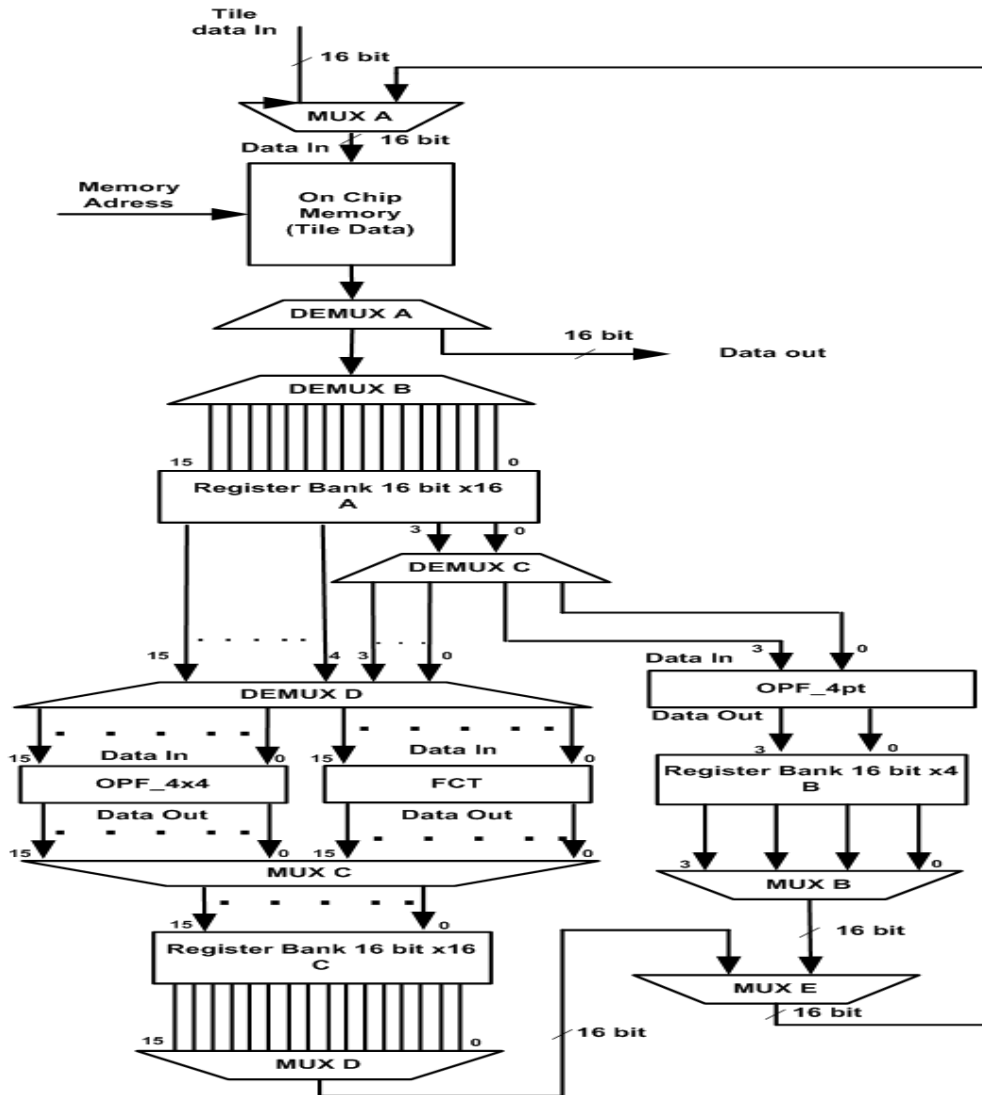 Tile
data In
16 bit
MUX A
Data In
16 bit
Memory
Adress
On Chip
Memory
(Tile Data)
DEMUX A
16 bit
Data out
DEMUX B
15
0
Register Bank 16 bit x16
A
3
0
DEMUX C
15
4
3
0
3
0
Data In
DEMUX D
OPF_4pt
Data Out
15
Data In
0
15
Data In
0
3
0
OPF_4x4
FCT
Register Bank 16 bit x4
B
Data Out
Data Out
15
0
15
0
3
0
MUX C
MUX B
15
0
16 bit
Register Bank 16 bit x16
C
MUX E
16 bit
16 bit
15
0
MUX D